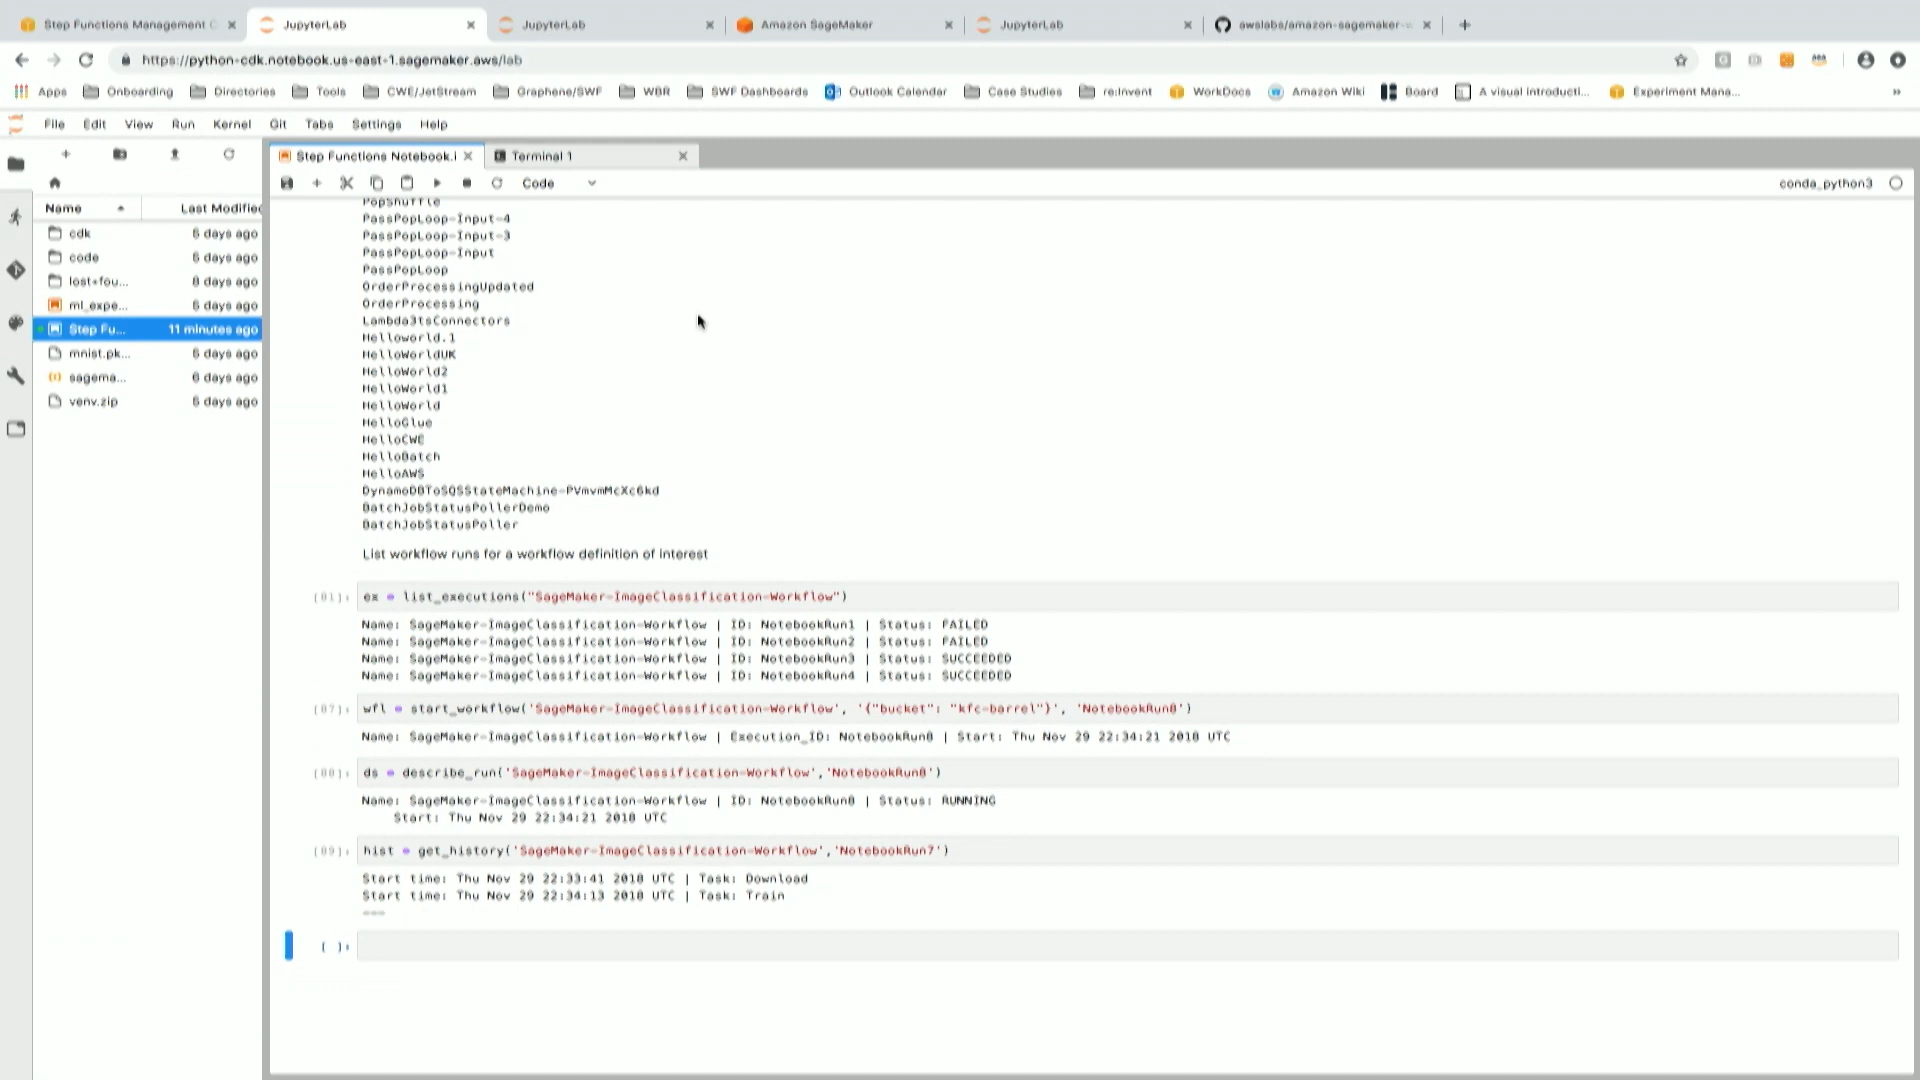 Step Functions Management C
JupyterLab
JupyterLab
Amazon SageMaker
JupyterLab
awslabs/amazon-sagemaker-
https://python-cdk.notebook.us-east-1.sagemaker.aws/lab
Apps
Onboarding
Directories
Tools
CWE/JetStream
Graphene/SWF
WBR
SWF Dashboards
Outlook Calendar
Case Studies
re:Invent
WorkDocs
Amazon Wiki
Board
A visual introducti...
Experiment Mana...
»
File Edit View Run Kernel Git Tabs Settings Help
Step Functions Notebook.i
Terminal 1
Code
conda_python3
Name Last Modified
cdk 6 days ago
code 6 days ago
lost+fou... 8 days ago
ml_expe... 6 days ago
Step Fu... 11 minutes ago
mnist.pk... 6 days ago
sagema... 6 days ago
venv.zip 6 days ago
PopShuffle
PassPopLoop-Input-4
PassPopLoop-Input-3
PassPopLoop-Input
PassPopLoop
OrderProcessingUpdated
OrderProcessing
Lambda3tsConnectors
Helloworld.1
HelloWorldUK
HelloWorld2
HelloWorld1
HelloWorld
HelloGlue
HelloCWE
HelloBatch
HelloAWS
DynamoDBToSQSStateMachine-PVmvmMcXc6kd
BatchJobStatusPollerDemo
BatchJobStatusPoller
List workflow runs for a workflow definition of interest
[81]: ex = list_executions("SageMaker-ImageClassification-Workflow")
Name: SageMaker-ImageClassification-Workflow | ID: NotebookRun1 | Status: FAILED
Name: SageMaker-ImageClassification-Workflow | ID: NotebookRun2 | Status: FAILED
Name: SageMaker-ImageClassification-Workflow | ID: NotebookRun3 | Status: SUCCEEDED
Name: SageMaker-ImageClassification-Workflow | ID: NotebookRun4 | Status: SUCCEEDED
[87]: wfl = start_workflow('SageMaker-ImageClassification-Workflow', '{"bucket": "kfc-barrel"}', 'NotebookRun8')
Name: SageMaker-ImageClassification-Workflow | Execution_ID: NotebookRun8 | Start: Thu Nov 29 22:34:21 2018 UTC
[88]: ds = describe_run('SageMaker-ImageClassification-Workflow','NotebookRun8')
Name: SageMaker-ImageClassification-Workflow | ID: NotebookRun8 | Status: RUNNING
Start: Thu Nov 29 22:34:21 2018 UTC
[89]: hist = get_history('SageMaker-ImageClassification-Workflow','NotebookRun7')
Start time: Thu Nov 29 22:33:41 2018 UTC | Task: Download
Start time: Thu Nov 29 22:34:13 2018 UTC | Task: Train
===
[ ]: